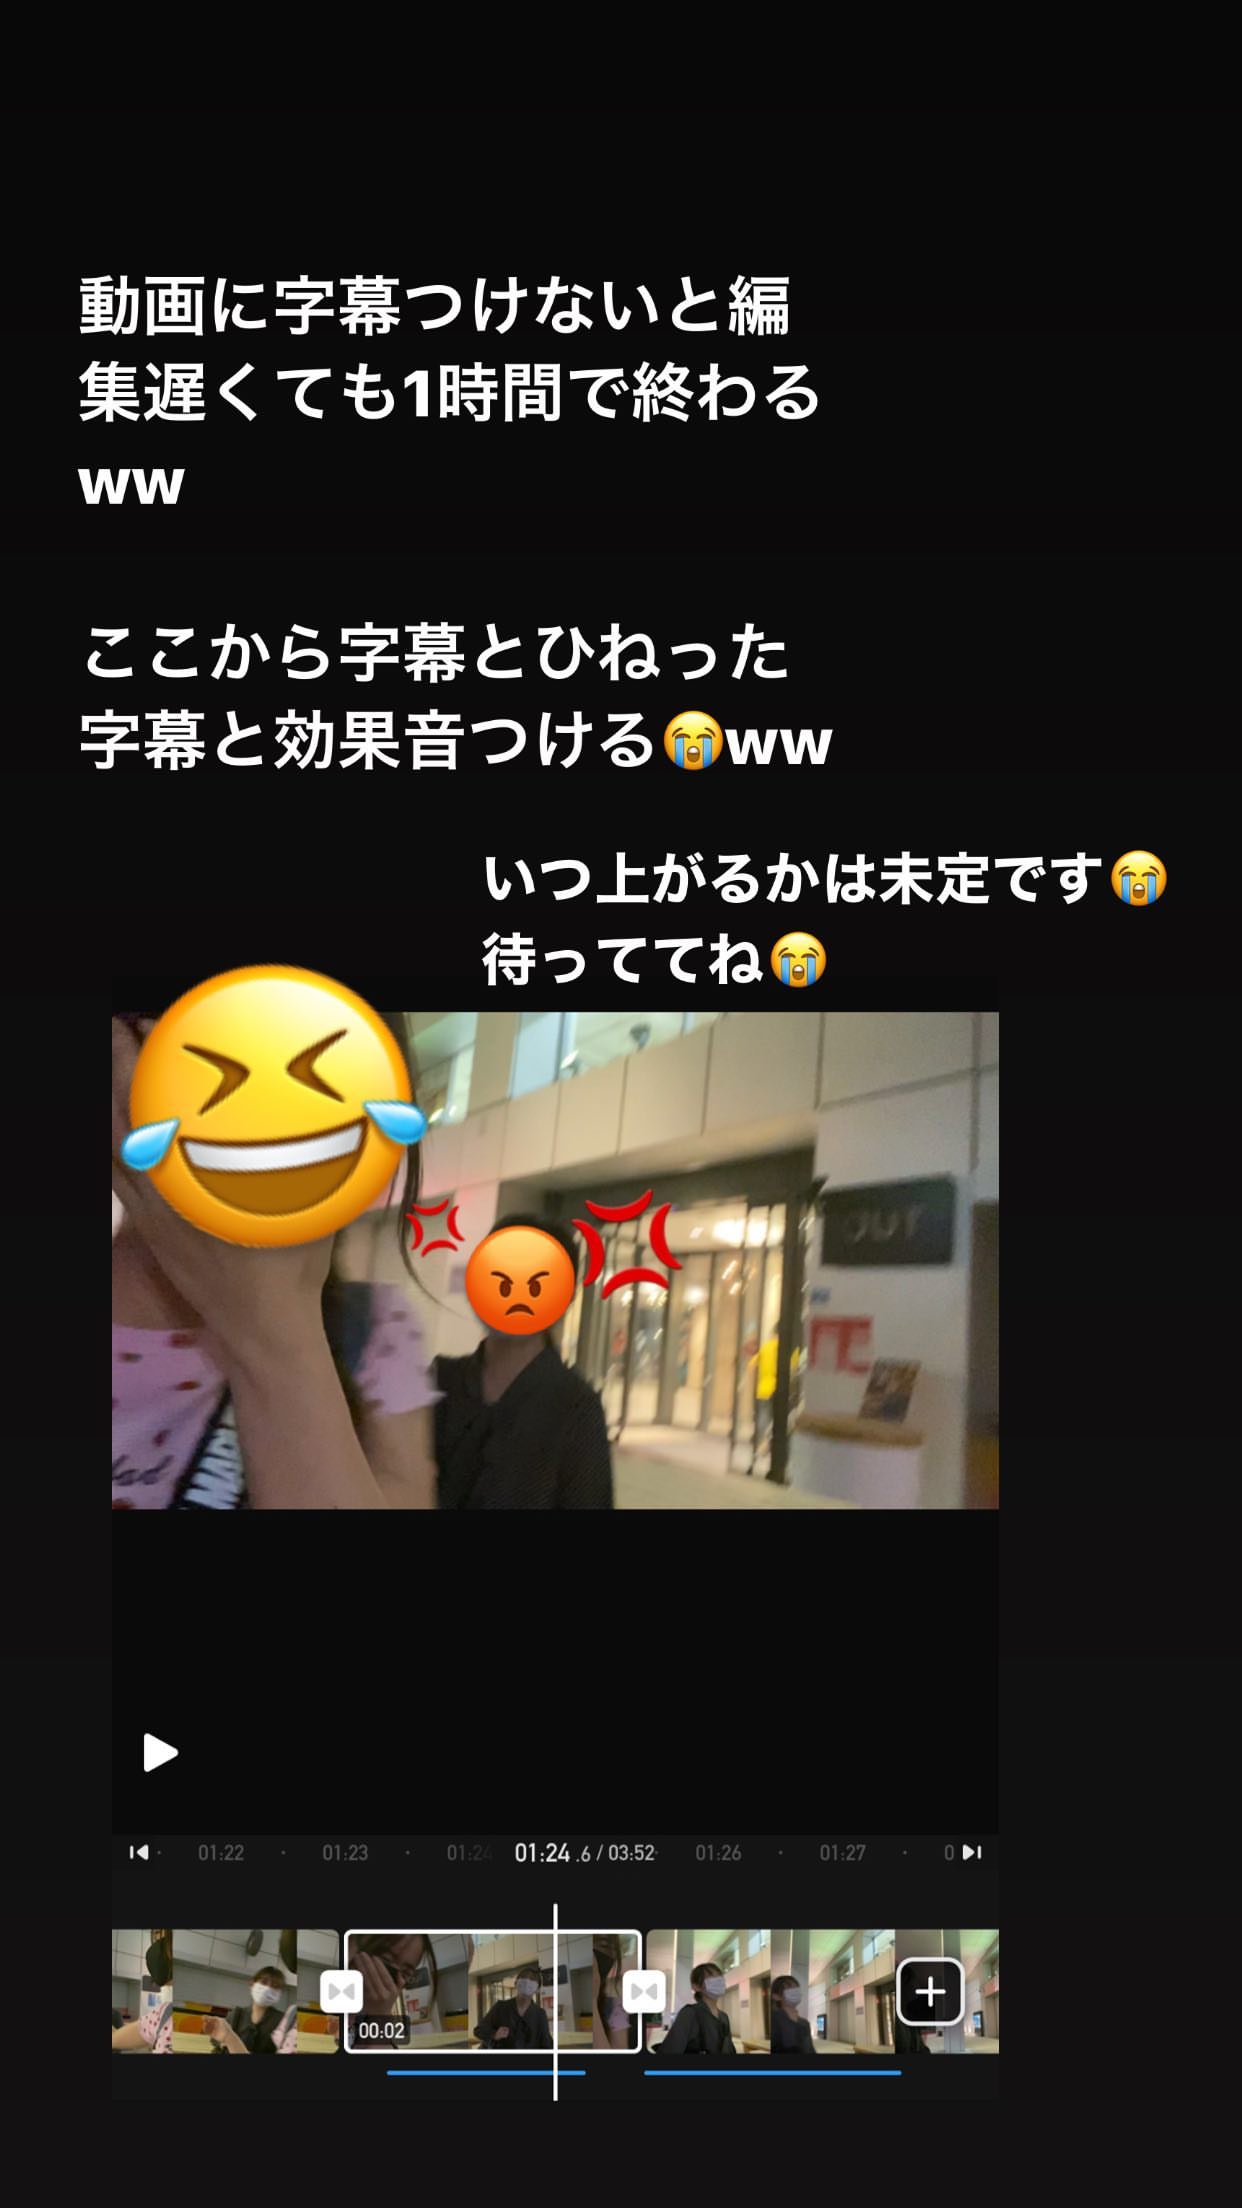 動画に字幕つけないと編
集遅くても1時間で終わる
ww
ここから字幕とひねった
字幕と効果音つける😭ww
いつ上がるかは未定です😭
待っててね😭
OUT
01:22
01:23
01:24
01:24.6 / 03:52
01:26
01:27
0
00:02